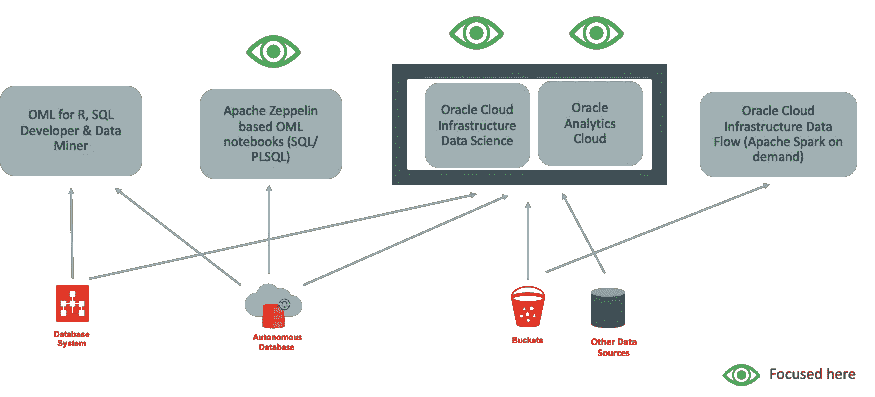 OML for R, SQL
Developer & Data
Miner
Apache Zeppelin
based OML
notebooks (SQL/
PLSQL)
Oracle Cloud
Infrastructure
Data Science
Oracle
Analytics
Cloud
Oracle Cloud
Infrastructure Data
Flow (Apache Spark on
demand)
Database
System
Autonomous
Database
Buckets
Other Data
Sources
Focused here